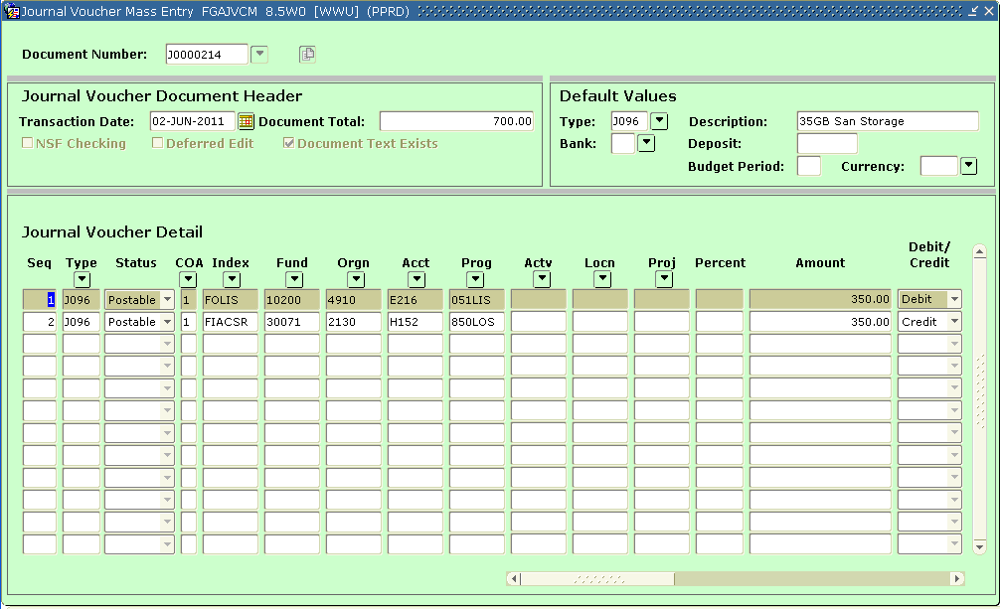 Journal Voucher Mass Entry  FGAJVCM  8.5W0  [WWU]  (PPRD)
Document Number: J0000214
Journal Voucher Document Header
Transaction Date: 02-JUN-2011 Document Total: 700.00
NSF Checking Deferred Edit Document Text Exists
Default Values
Type: J096 Description: 35GB San Storage
Bank: Deposit:
Budget Period: Currency:
Journal Voucher Detail
Seq Type Status COA Index Fund Orgn Acct Prog Actv Locn Proj Percent Amount Debit/ Credit
1 J096 Postable 1 FOLIS 10200 4910 E216 051LIS 350.00 Debit
2 J096 Postable 1 FIACSR 30071 2130 H152 850LOS 350.00 Credit